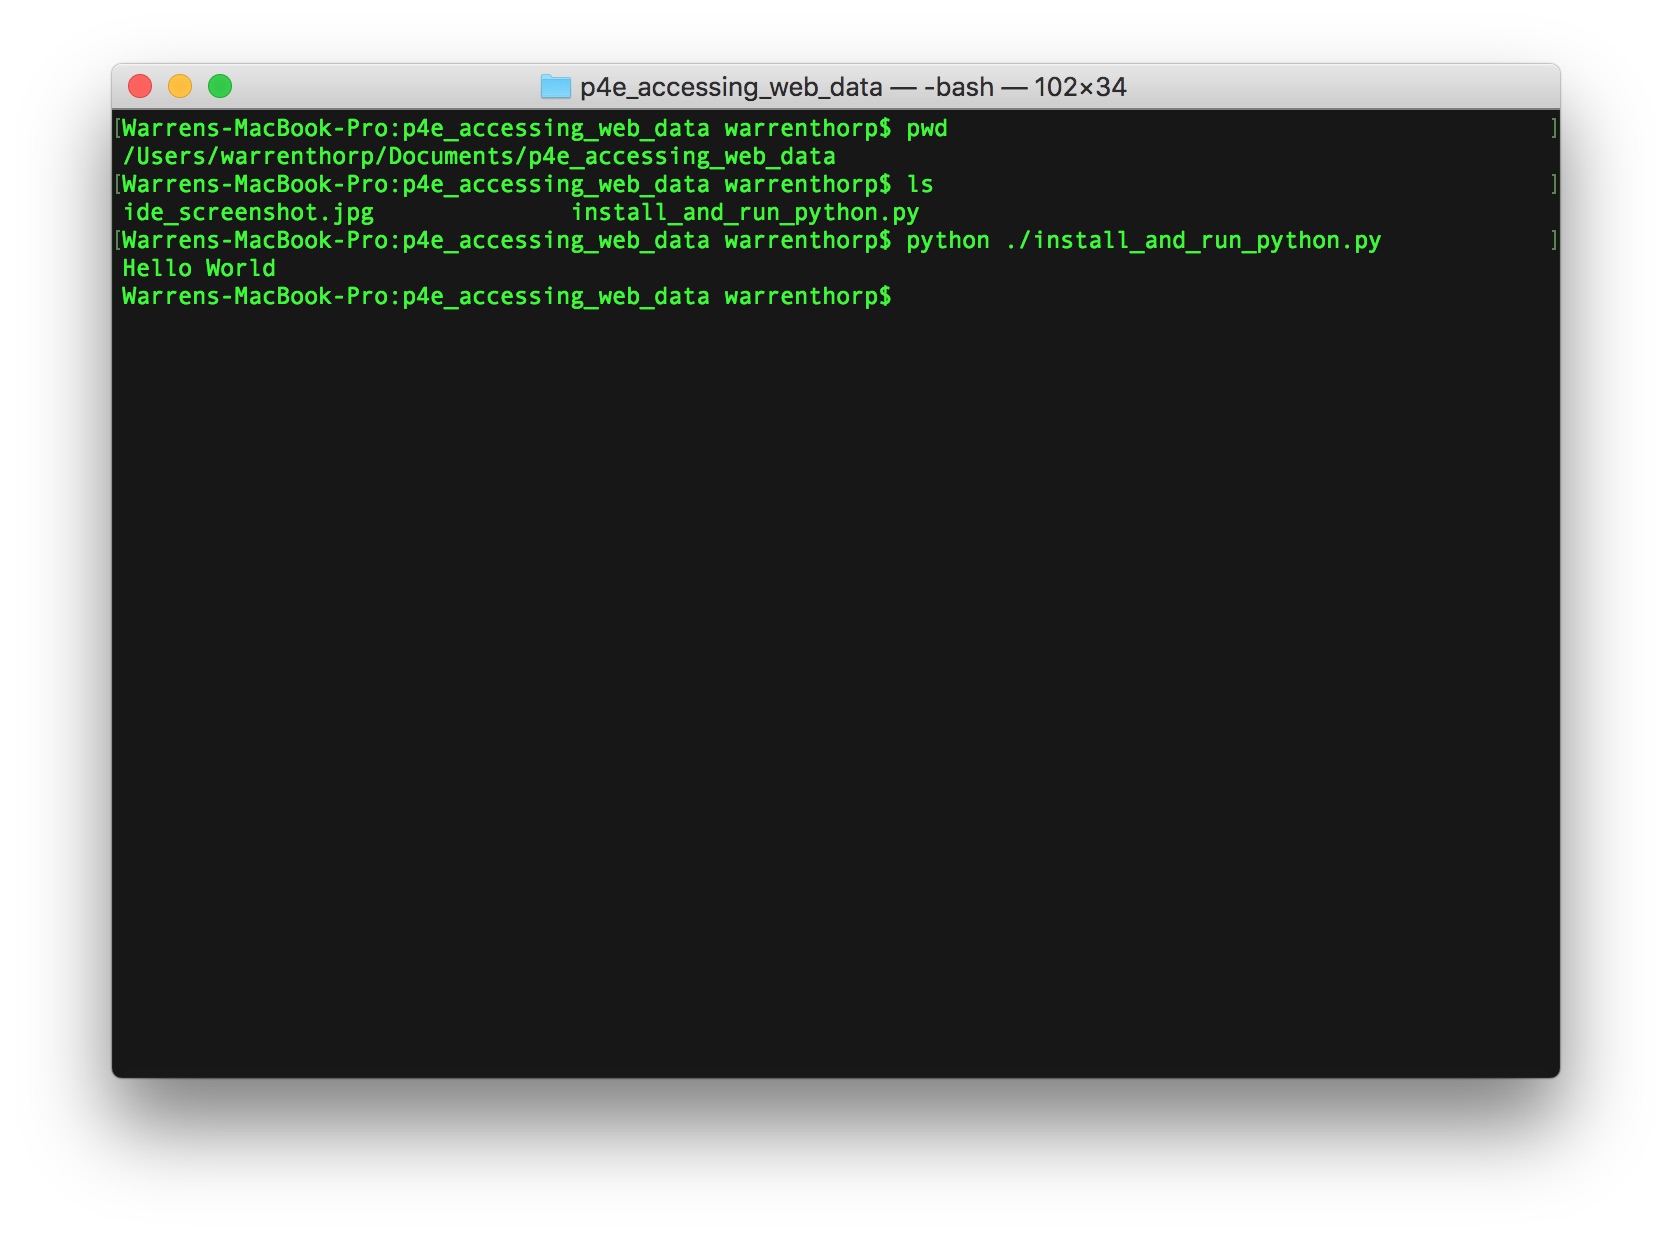 p4e_accessing_web_data — -bash — 102×34
[Warrens-MacBook-Pro:p4e_accessing_web_data warrenthorp$ pwd ]
/Users/warrenthorp/Documents/p4e_accessing_web_data
[Warrens-MacBook-Pro:p4e_accessing_web_data warrenthorp$ ls ]
ide_screenshot.jpg install_and_run_python.py
[Warrens-MacBook-Pro:p4e_accessing_web_data warrenthorp$ python ./install_and_run_python.py ]
Hello World
Warrens-MacBook-Pro:p4e_accessing_web_data warrenthorp$